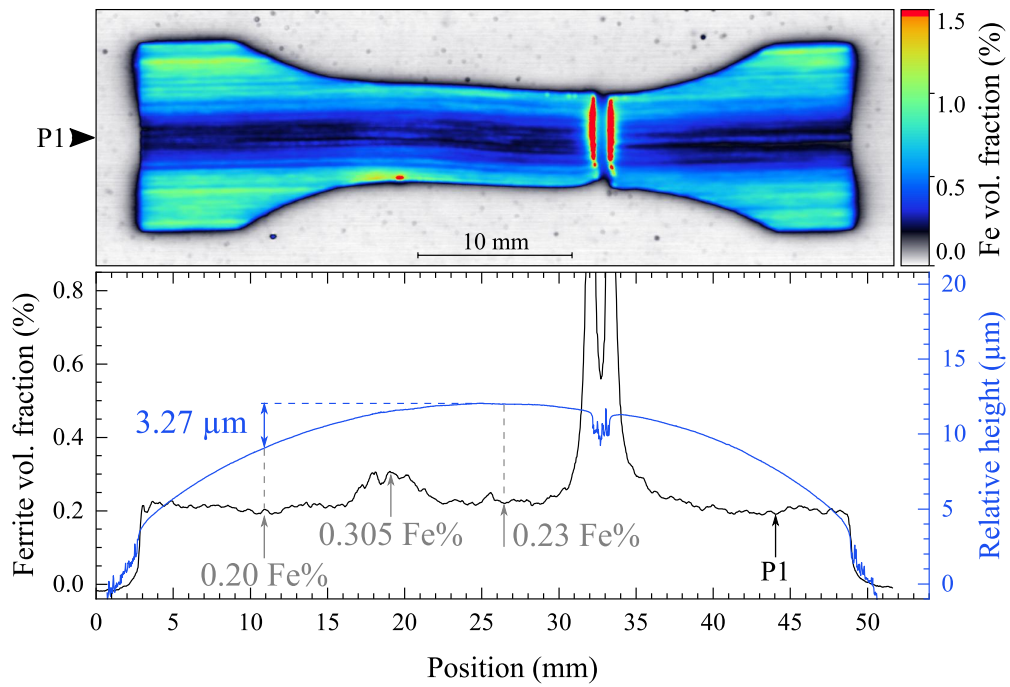 1.5
1.0
0.5
0.0
Fe vol. fraction (%)
P1
10 mm
0.8
0.6
0.4
0.2
0.0
Ferrite vol. fraction (%)
20
15
10
5
0
Relative height (µm)
3.27 µm
0.305 Fe%
0.23 Fe%
0.20 Fe%
P1
0 5 10 15 20 25 30 35 40 45 50
Position (mm)